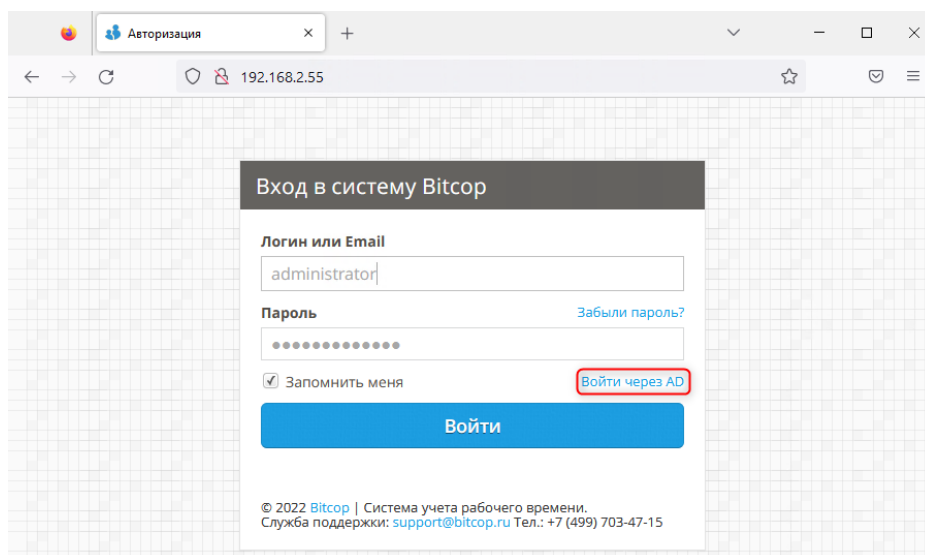 Авторизация
192.168.2.55
Вход в систему Bitcop
Логин или Email
administrator
Пароль Забыли пароль?
Запомнить меня Войти через AD
Войти
© 2022 Bitcop | Система учета рабочего времени.
Служба поддержки: support@bitcop.ru Тел.: +7 (499) 703-47-15